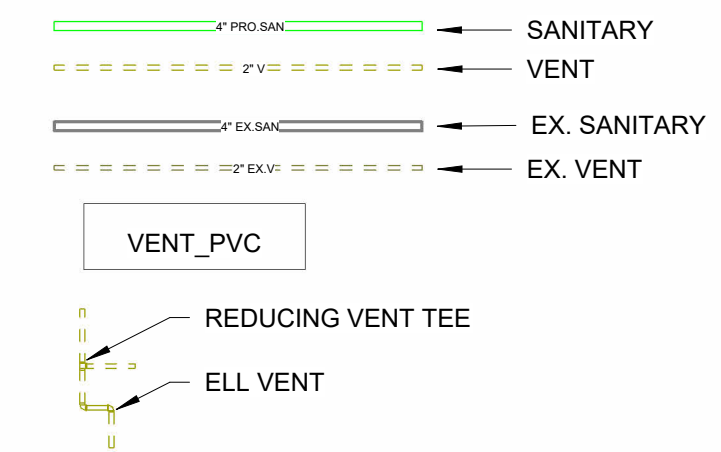 4" PRO.SAN
SANITARY
2" V
VENT
4" EX.SAN
EX. SANITARY
2" EX.V
EX. VENT
VENT_PVC
REDUCING VENT TEE
ELL VENT